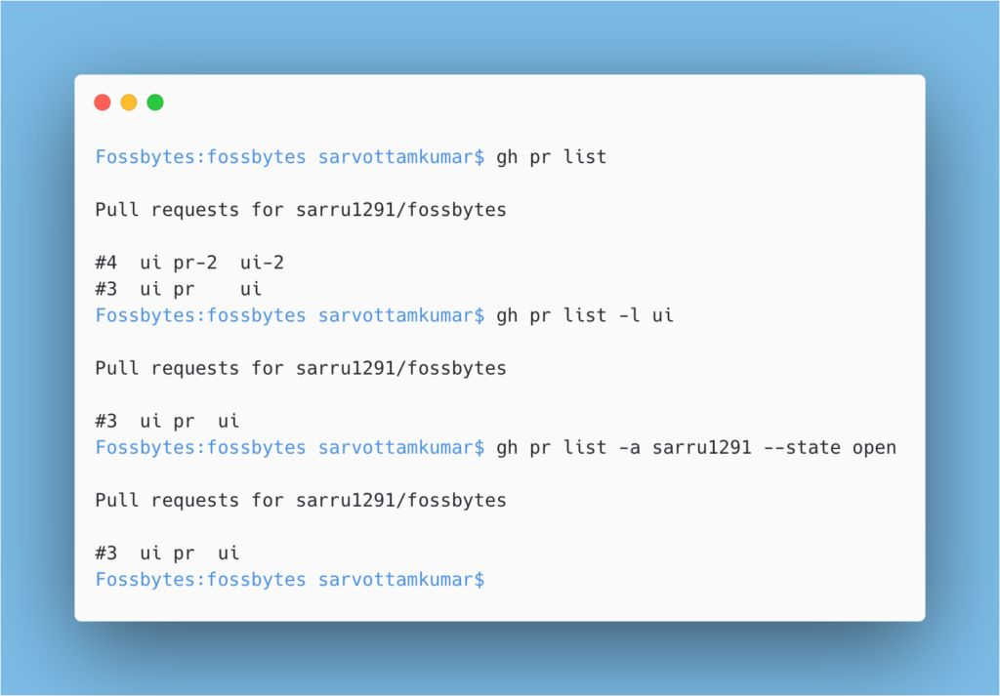 Fossbytes:fossbytes sarvottamkumar$ gh pr list
Pull requests for sarru1291/fossbytes
#4  ui pr-2  ui-2
#3  ui pr    ui
Fossbytes:fossbytes sarvottamkumar$ gh pr list -l ui
Pull requests for sarru1291/fossbytes
#3  ui pr  ui
Fossbytes:fossbytes sarvottamkumar$ gh pr list -a sarru1291 --state open
Pull requests for sarru1291/fossbytes
#3  ui pr  ui
Fossbytes:fossbytes sarvottamkumar$